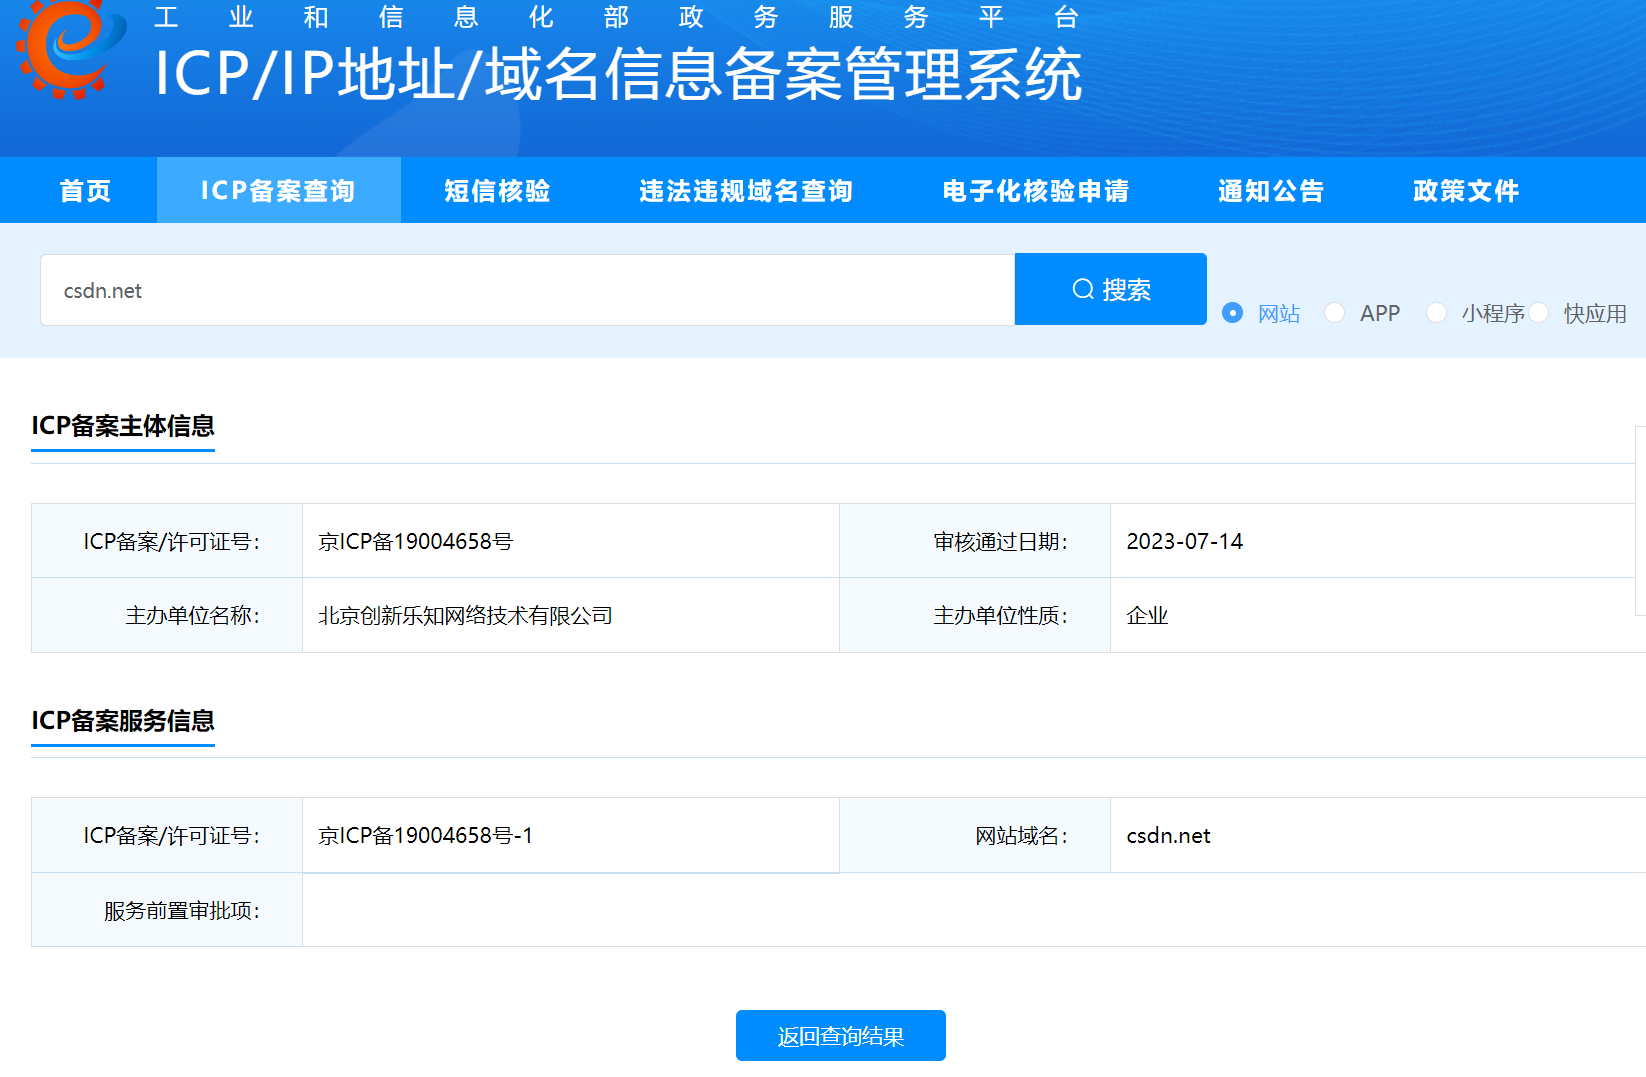 工业和信息化部政务服务平台
ICP/IP地址/域名信息备案管理系统
首页 ICP备案查询 短信核验 违法违规域名查询 电子化核验申请 通知公告 政策文件
csdn.net 搜索 网站 APP 小程序 快应用
ICP备案主体信息
ICP备案/许可证号： 京ICP备19004658号 审核通过日期： 2023-07-14
主办单位名称： 北京创新乐知网络技术有限公司 主办单位性质： 企业
ICP备案服务信息
ICP备案/许可证号： 京ICP备19004658号-1 网站域名： csdn.net
服务前置审批项：
返回查询结果